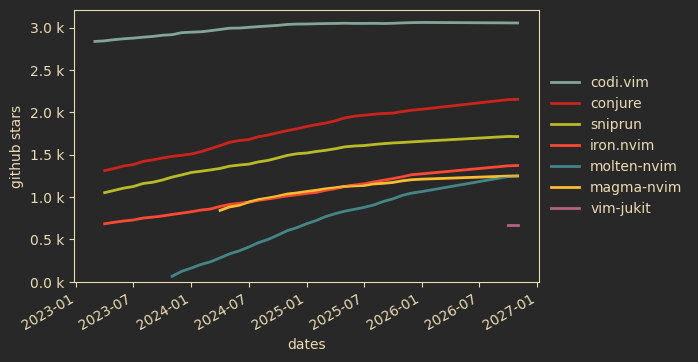 3.0 k
2.5 k
2.0 k
1.5 k
1.0 k
0.5 k
0.0 k
github stars
2023-01
2023-07
2024-01
2024-07
2025-01
2025-07
2026-01
2026-07
2027-01
dates
codi.vim
conjure
sniprun
iron.nvim
molten-nvim
magma-nvim
vim-jukit